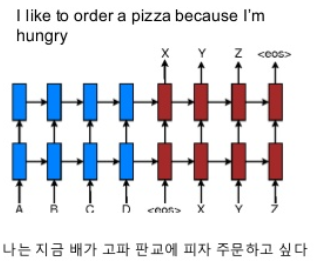 I like to order a pizza because I'm
hungry
X Y Z <eos>
A B C D <eos> X Y Z
나는 지금 배가 고파 판교에 피자 주문하고 싶다